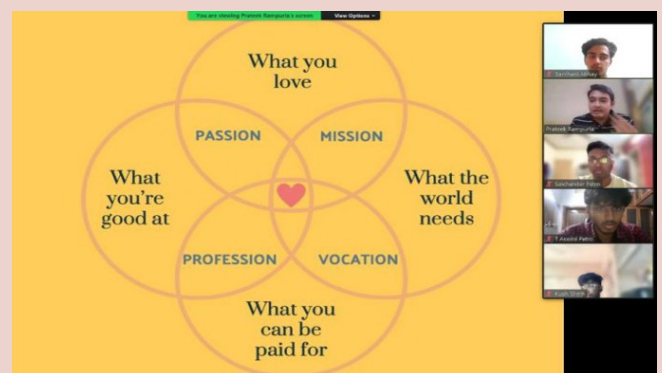 You are viewing Prateek Rampuria's screen
View Options
What you
love
PASSION
MISSION
What
you're
good at
What the
world
needs
PROFESSION
VOCATION
What you
can be
paid for
Prateek Rampuria